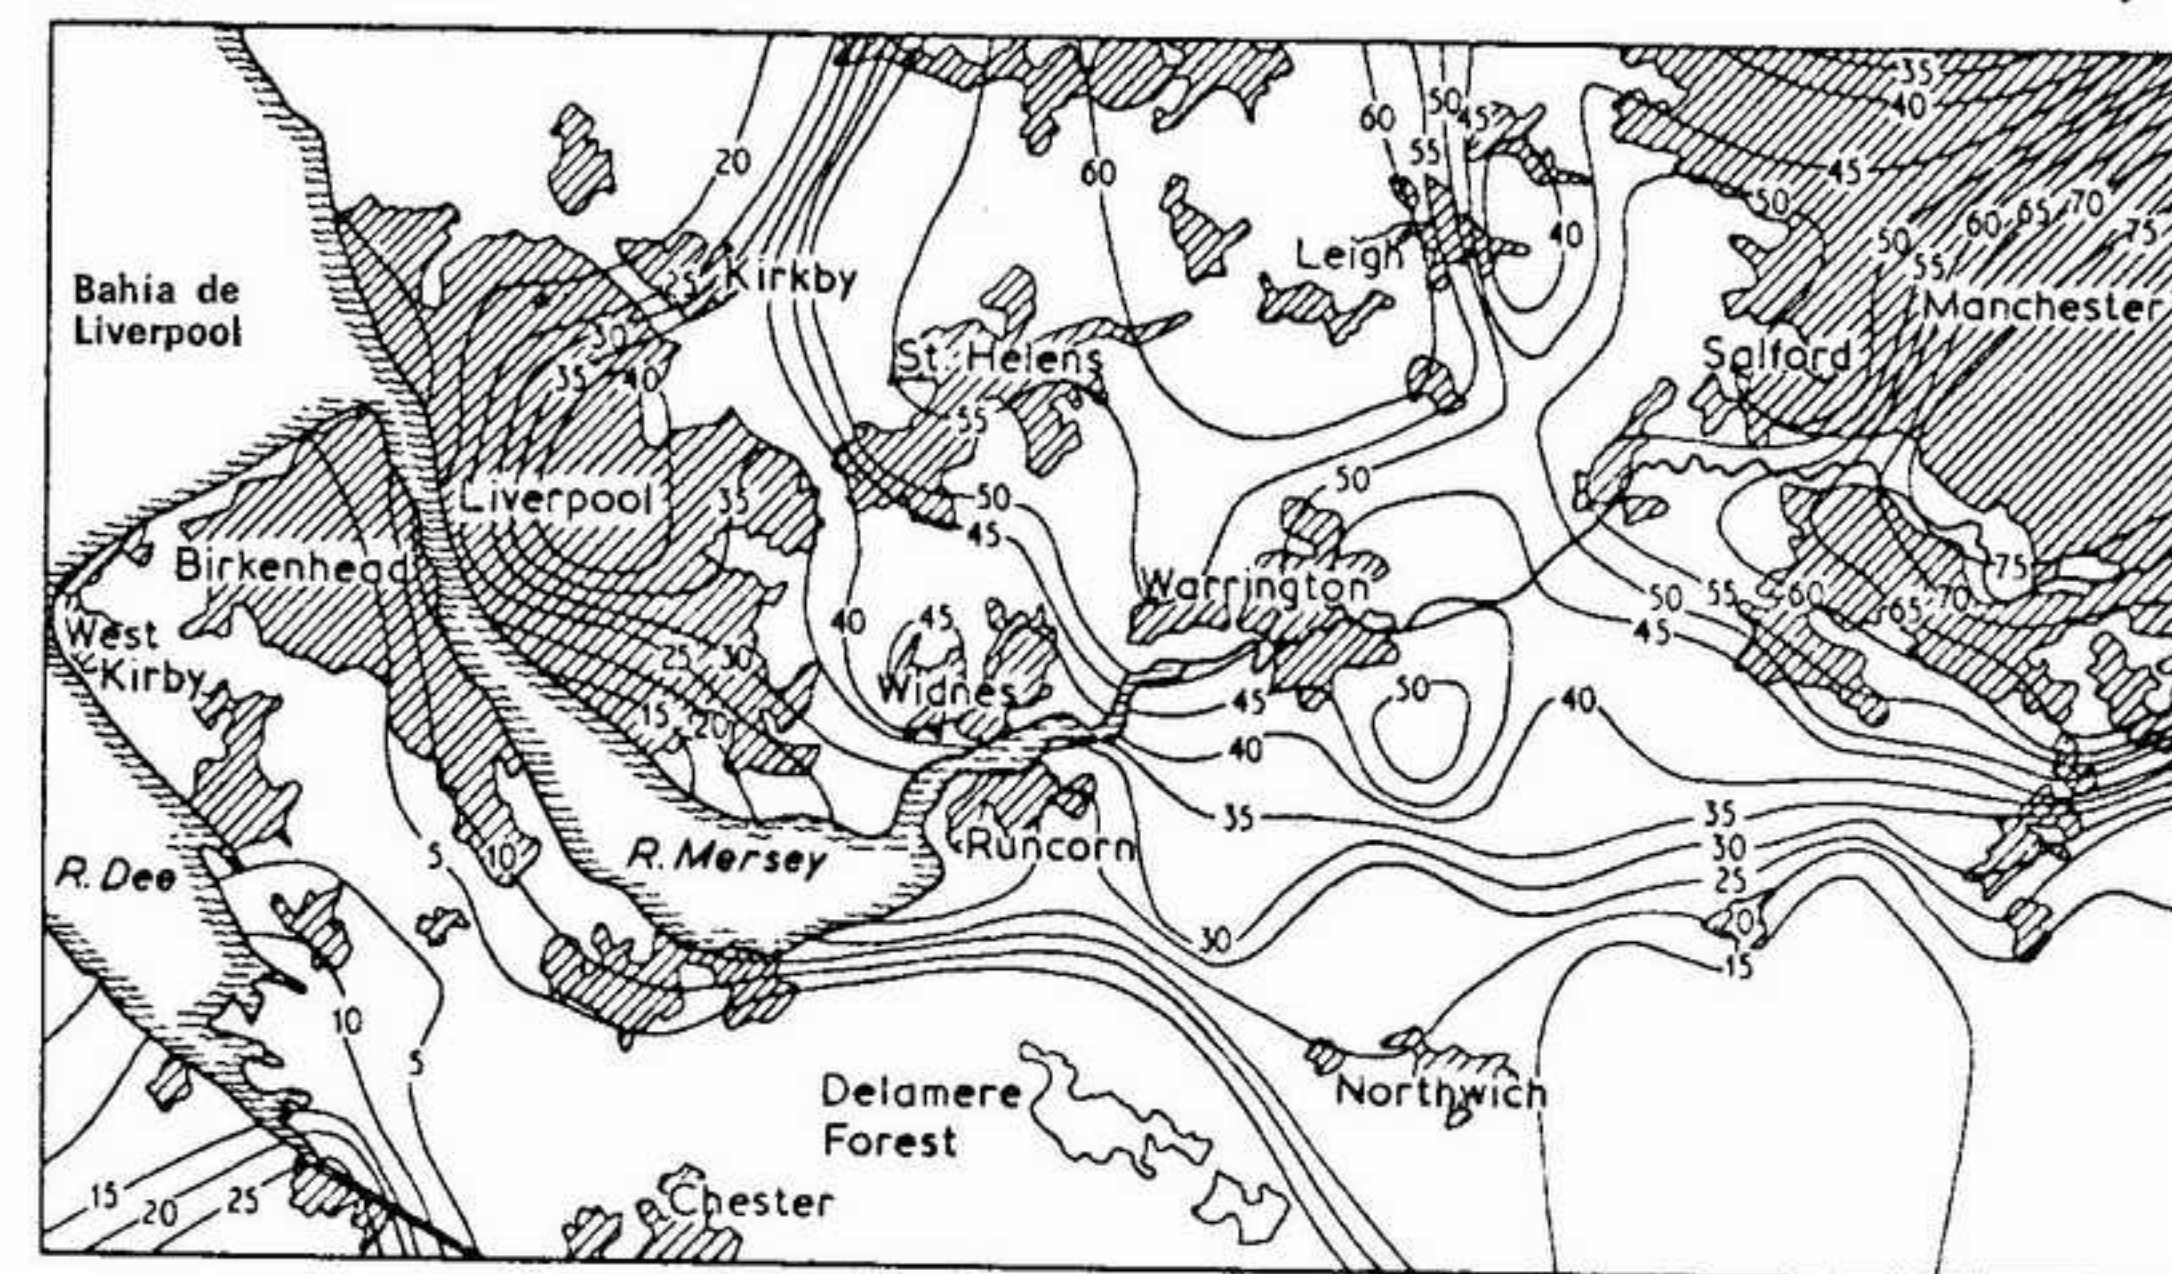 35
40
60
50
45
55
20
60
45
50
60
65
70
75
50
55
40
Leigh
Manchester
Bahia de
Liverpool
25
Kirkby
30
35
40
St. Helens
Salford
55
50
Liverpool
35
50
45
Birkenhead
Warrington
75
50
55
60
65
70
45
40
45
West
Kirby
25
30
Widnes
45
50
40
15
20
40
35
35
R. Mersey
Runcorn
30
R. Dee
5
10
25
20
30
15
10
5
Delamere
Forest
Northwich
15
20
25
Chester